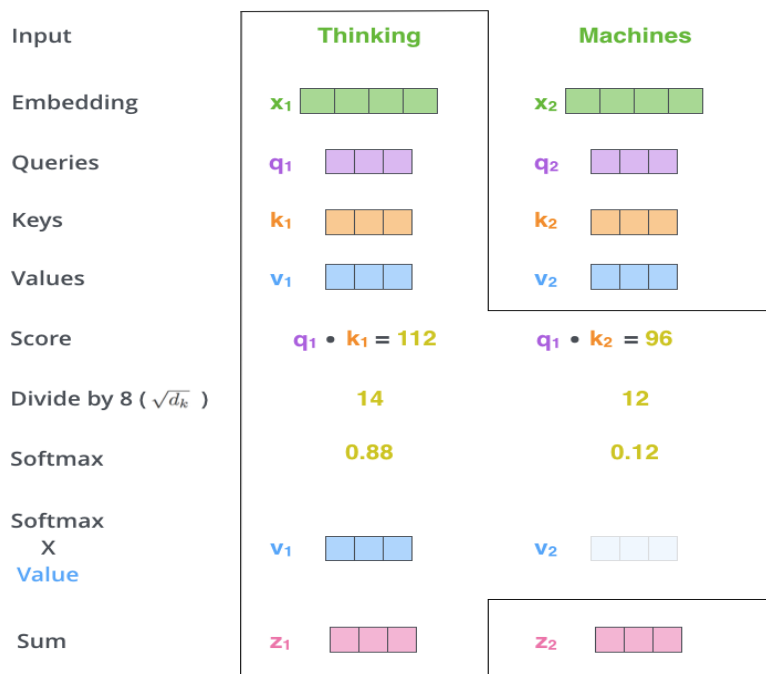 Input Thinking Machines
Embedding x₁ x₂
Queries q₁ q₂
Keys k₁ k₂
Values v₁ v₂
Score q₁ • k₁ = 112 q₁ • k₂ = 96
Divide by 8 ( √dₖ ) 14 12
Softmax 0.88 0.12
Softmax
X
Value v₁ v₂
Sum z₁ z₂